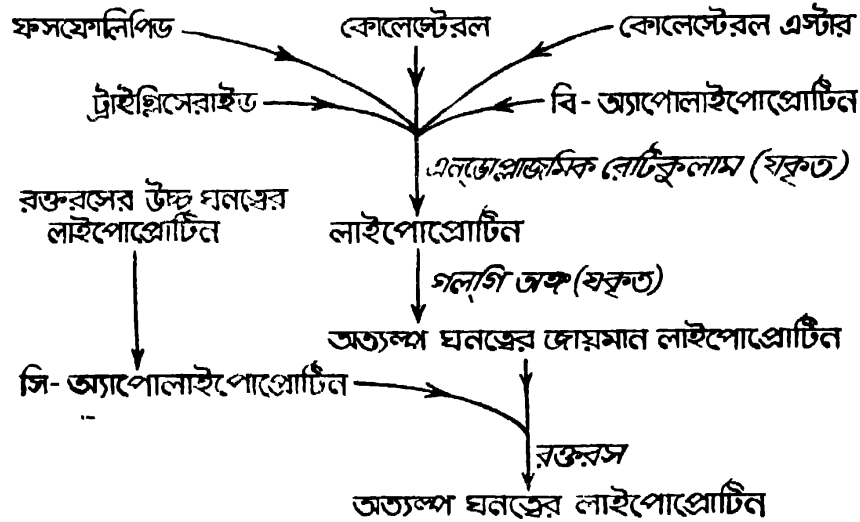 ফসফোলিপিড
কোলেস্টেরল
কোলেস্টেরল এস্টার
ট্রাইগ্লিসেরাইড
বি-অ্যাপোলাইপোপ্রোটিন
এন্‌ডোপ্লাজমিক রেটিকুলাম (যকৃত)
রক্তরসের উচ্চ ঘনত্বের
লাইপোপ্রোটিন
লাইপোপ্রোটিন
গল্‌গি অঙ্গ (যকৃত)
অত্যল্প ঘনত্বের জায়মান লাইপোপ্রোটিন
সি-অ্যাপোলাইপোপ্রোটিন
রক্তরস
অত্যল্প ঘনত্বের লাইপোপ্রোটিন